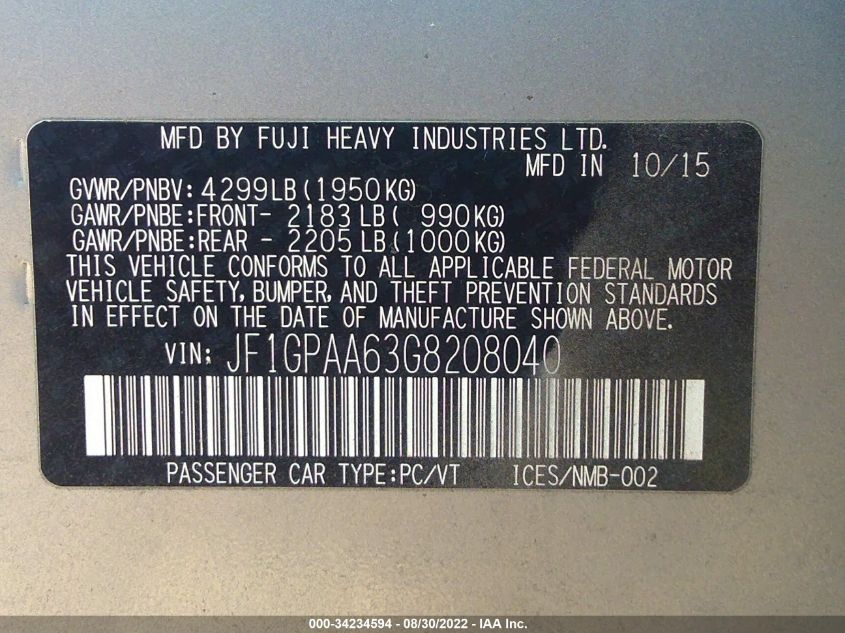 MFD BY FUJI HEAVY INDUSTRIES LTD.
MFD IN 10/15
GVWR/PNBV: 4299LB (1950KG)
GAWR/PNBE:FRONT- 2183 LB ( 990KG)
GAWR/PNBE:REAR - 2205 LB (1000KG)
THIS VEHICLE CONFORMS TO ALL APPLICABLE FEDERAL MOTOR
VEHICLE SAFETY, BUMPER, AND THEFT PREVENTION STANDARDS
IN EFFECT ON THE DATE OF MANUFACTURE SHOWN ABOVE.
VIN: JF1GPAA63G8208040
PASSENGER CAR TYPE:PC/VT ICES/NMB-002
000-34234594 - 08/30/2022 - IAA Inc.